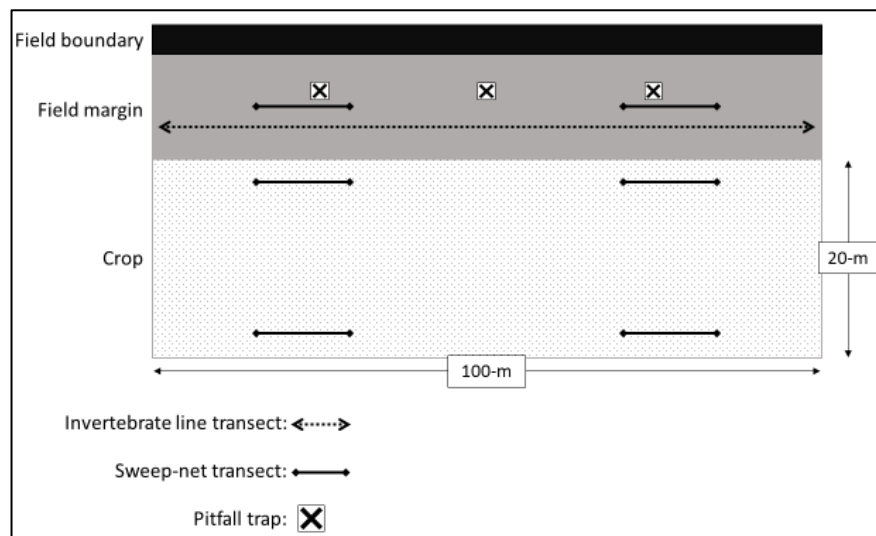 Field boundary
Field margin
Crop
20-m
100-m
Invertebrate line transect:
Sweep-net transect:
Pitfall trap: